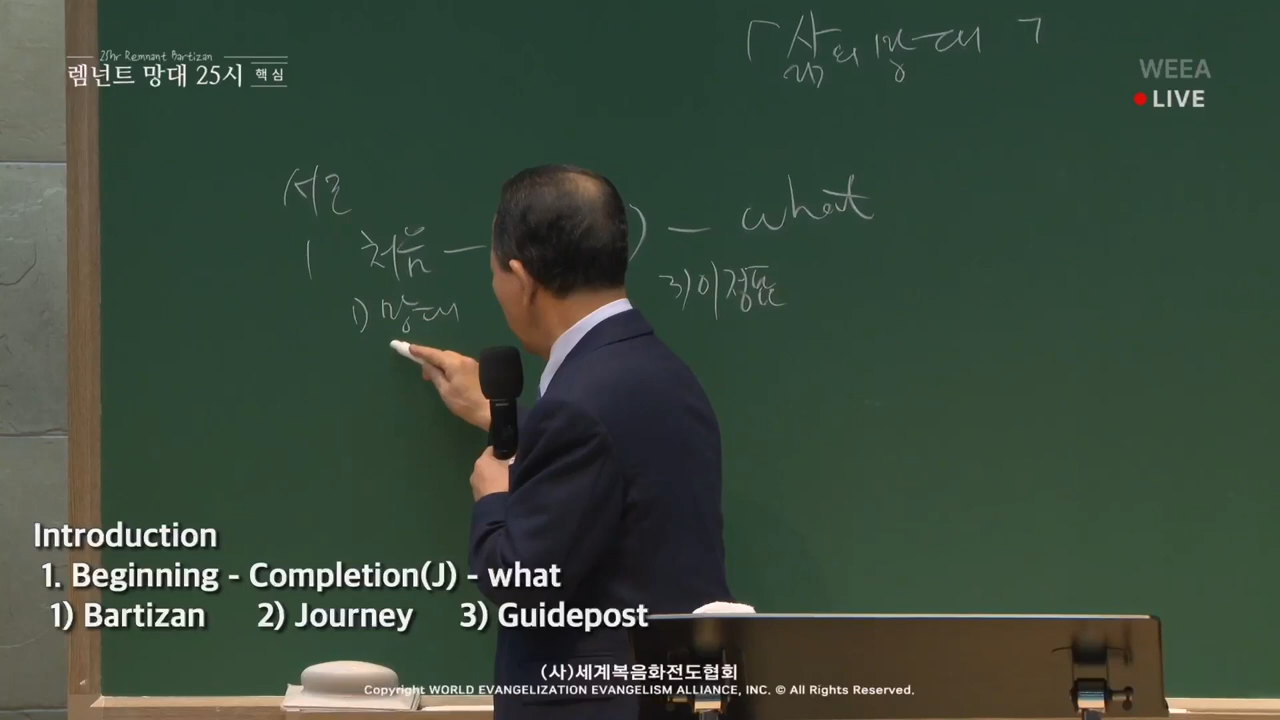 25hr Remnant Bartizan
렘넌트 망대 25시 핵심
WEEA
LIVE
「삶의 망대」
서론
1 처음 - ) - what
1) 망대 3) 이정표
Introduction
1. Beginning - Completion(J) - what
1) Bartizan 2) Journey 3) Guidepost
(사)세계복음화전도협회
Copyright WORLD EVANGELIZATION EVANGELISM ALLIANCE, INC. © All Rights Reserved.